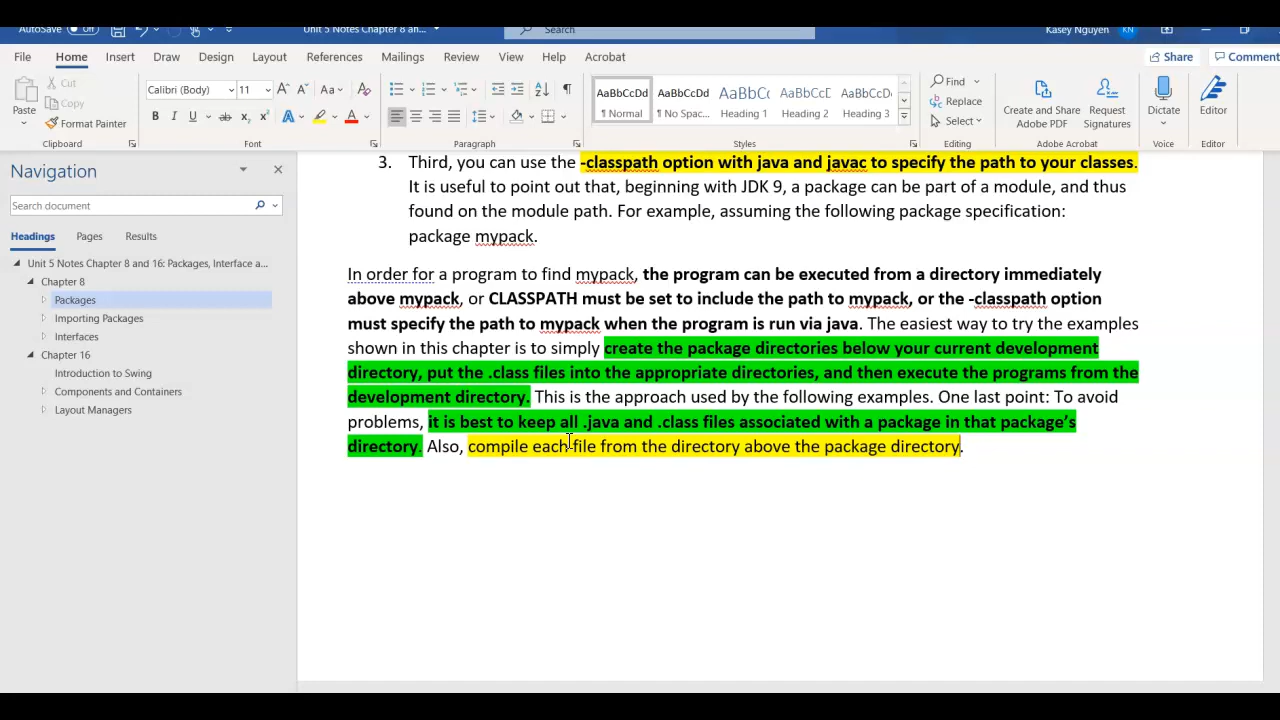 AutoSave Off Unit 5 Notes Chapter 8 an... Search Kasey Nguyen KN
File Home Insert Draw Design Layout References Mailings Review View Help Acrobat Share Comment
Paste Cut Copy Format Painter Clipboard
Calibri (Body) 11 Font
Paragraph
AaBbCcDd ¶ Normal AaBbCcDd ¶ No Spac... AaBbCc Heading 1 AaBbCcD Heading 2 AaBbCcD Heading 3 Styles
Find Replace Select Editing
Create and Share Adobe PDF Request Signatures Adobe Acrobat
Dictate Voice
Editor Editor
Navigation
Search document
Headings Pages Results
Unit 5 Notes Chapter 8 and 16: Packages, Interface a...
Chapter 8
Packages
Importing Packages
Interfaces
Chapter 16
Introduction to Swing
Components and Containers
Layout Managers
3. Third, you can use the -classpath option with java and javac to specify the path to your classes.
It is useful to point out that, beginning with JDK 9, a package can be part of a module, and thus
found on the module path. For example, assuming the following package specification:
package mypack.
In order for a program to find mypack, the program can be executed from a directory immediately
above mypack, or CLASSPATH must be set to include the path to mypack, or the -classpath option
must specify the path to mypack when the program is run via java. The easiest way to try the examples
shown in this chapter is to simply create the package directories below your current development
directory, put the .class files into the appropriate directories, and then execute the programs from the
development directory. This is the approach used by the following examples. One last point: To avoid
problems, it is best to keep all .java and .class files associated with a package in that package’s
directory. Also, compile each file from the directory above the package directory.